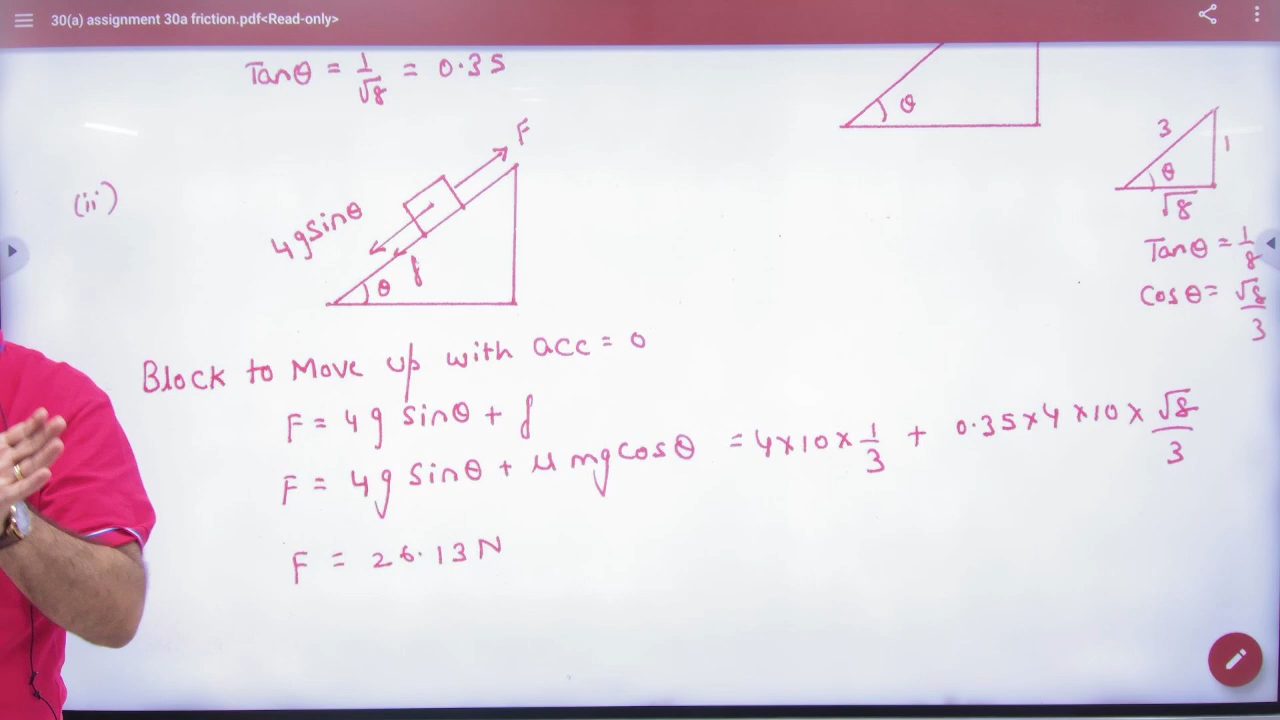 30(a) assignment 30a friction.pdf<Read-only>
Tanθ = 1/√8 = 0.35
θ
3
1
θ
√8
Tanθ = 1/8
Cosθ = √8/3
(ii)
F
4gsinθ
f
θ
Block to Move up with acc = 0
F = 4g sinθ + f
F = 4g sinθ + μ mg cosθ = 4×10×1/3 + 0.35×4×10×√8/3
F = 26.13N